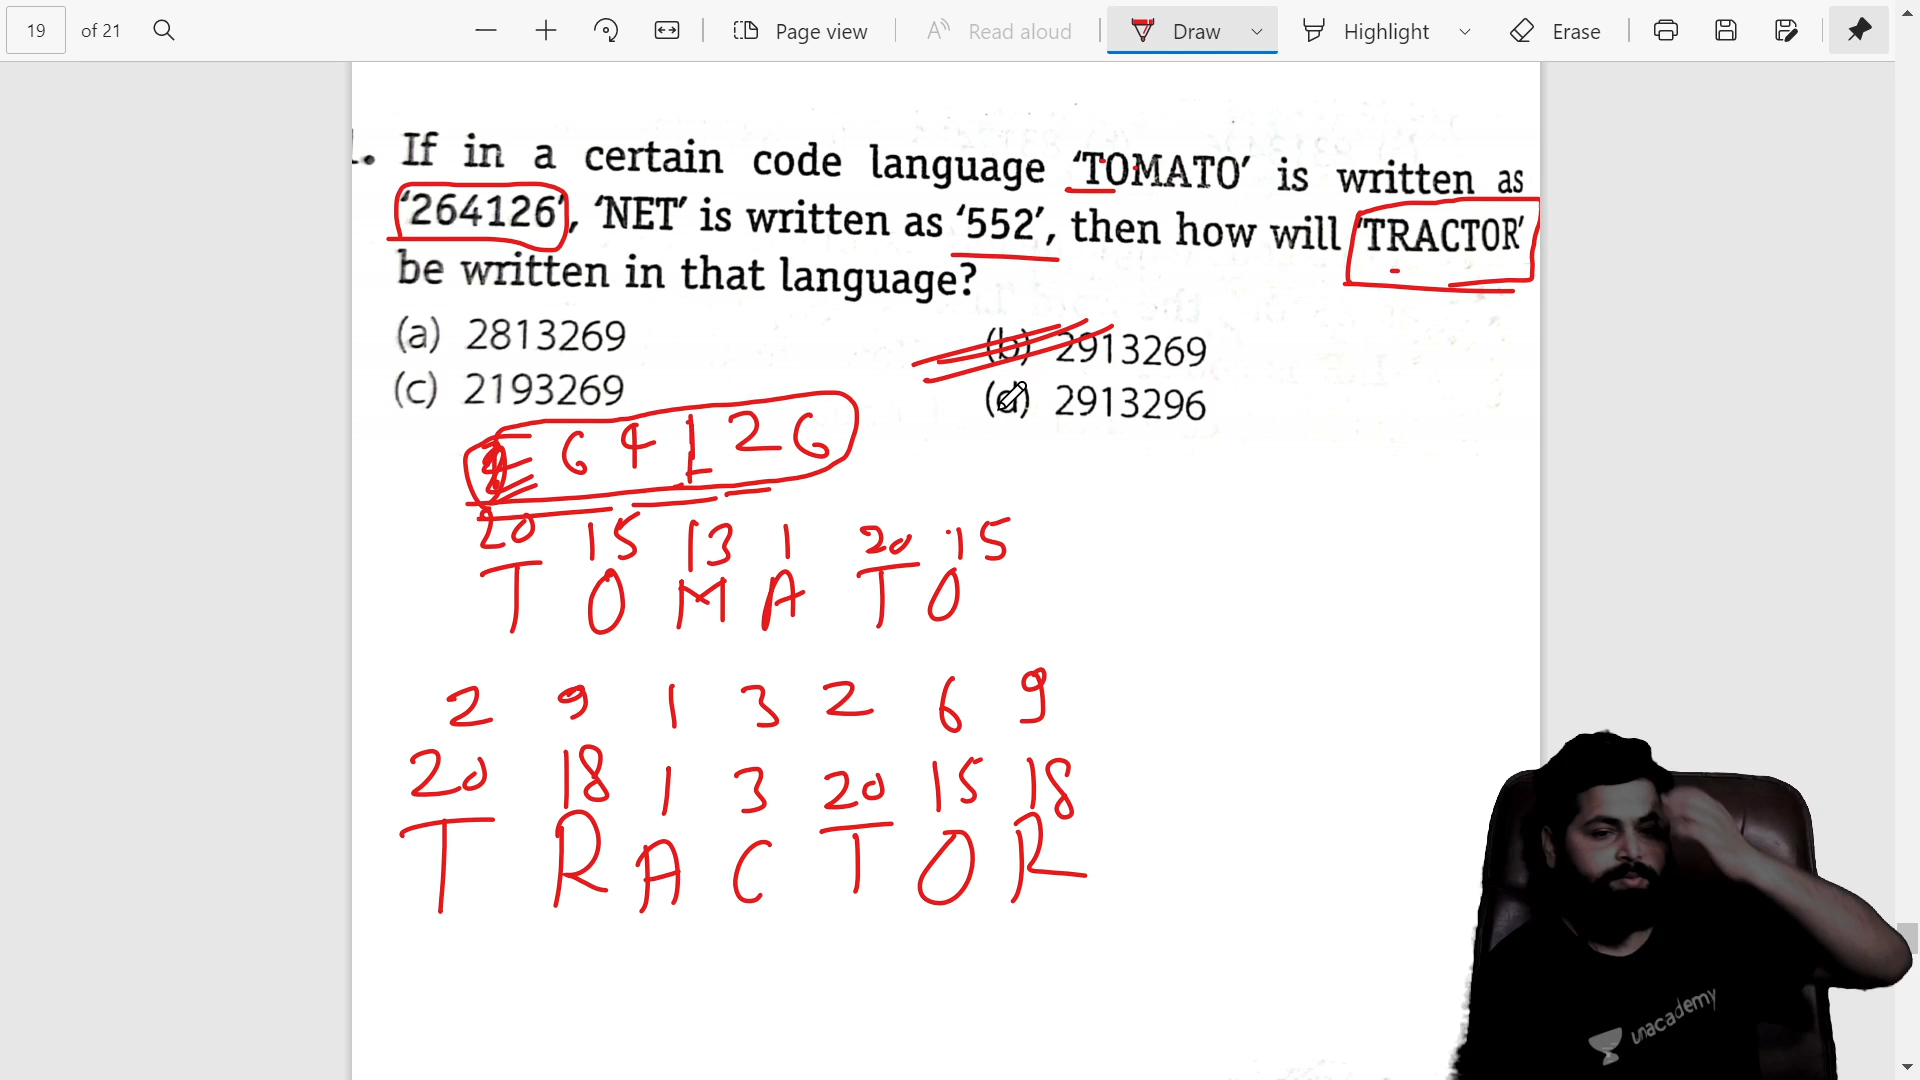 19 of 21 Page view Read aloud Draw Highlight Erase
. If in a certain code language 'TOMATO' is written as
'264126', 'NET' is written as '552', then how will 'TRACTOR'
be written in that language?
(a) 2813269 (b) 2913269
(c) 2193269 (d) 2913296
2 6 4 1 2 6
20 15 13 1 20 15
T O M A T O
2 9 1 3 2 6 9
20 18 1 3 20 15 18
T R A C T O R
unacademy